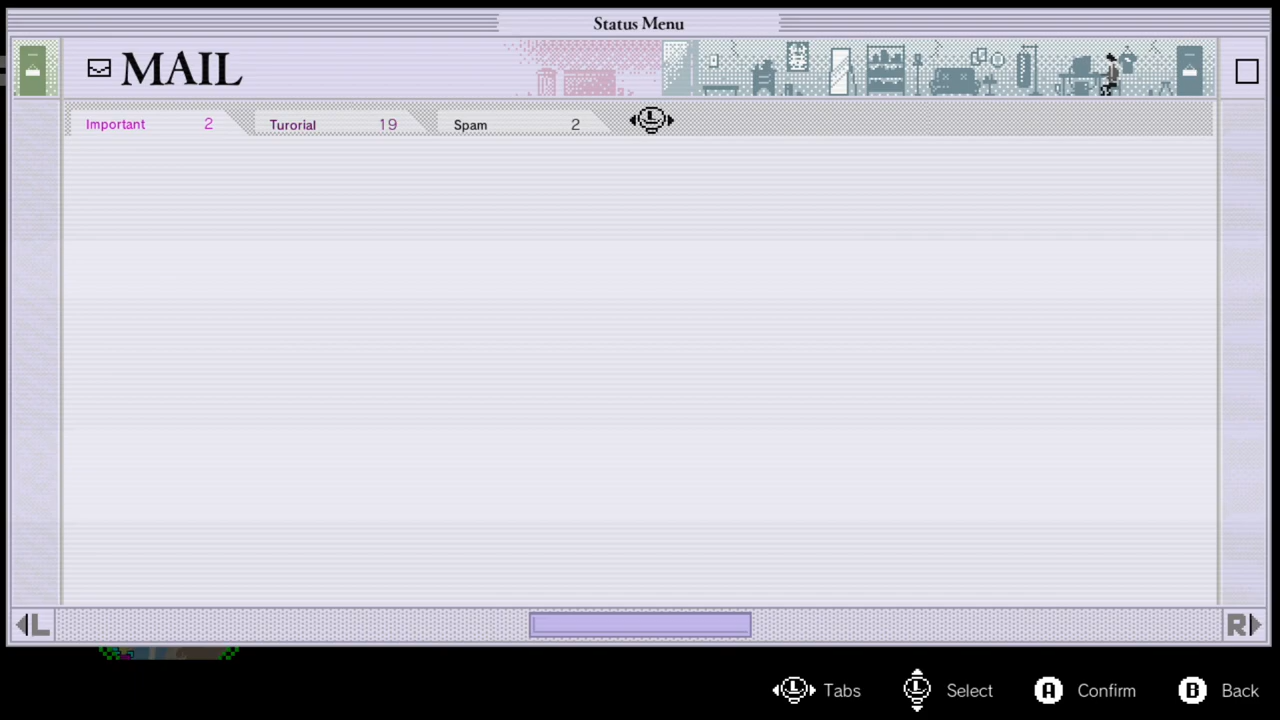 Status Menu
MAIL
Important 2
Turorial 19
Spam 2
L
L
R
L Tabs
L Select
A Confirm
B Back